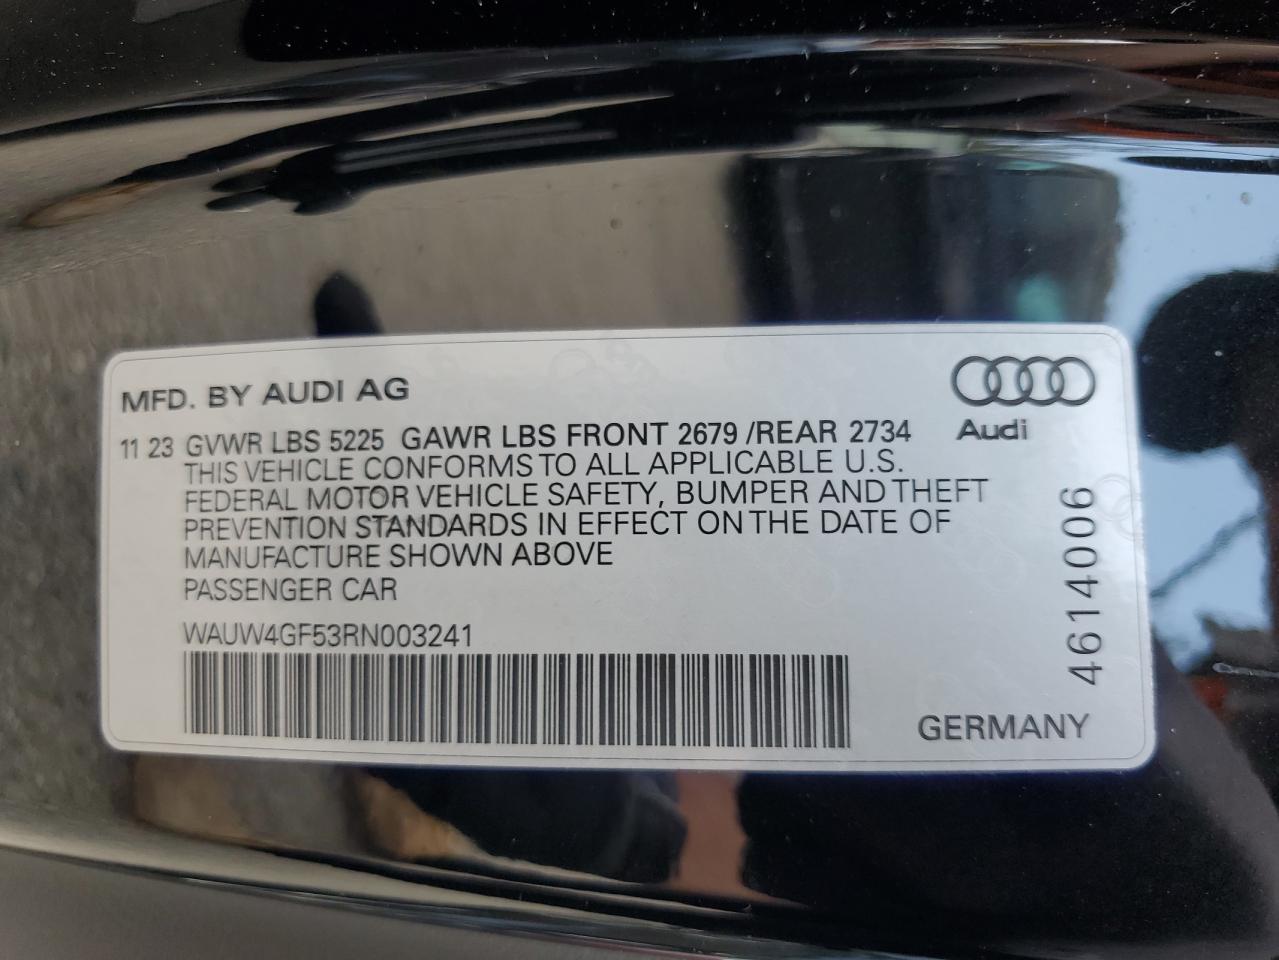 MFD. BY AUDI AG
Audi
11 23 GVWR LBS 5225 GAWR LBS FRONT 2679 /REAR 2734
THIS VEHICLE CONFORMS TO ALL APPLICABLE U.S.
FEDERAL MOTOR VEHICLE SAFETY, BUMPER AND THEFT
PREVENTION STANDARDS IN EFFECT ON THE DATE OF
MANUFACTURE SHOWN ABOVE
PASSENGER CAR
WAUW4GF53RN003241
GERMANY
4614006